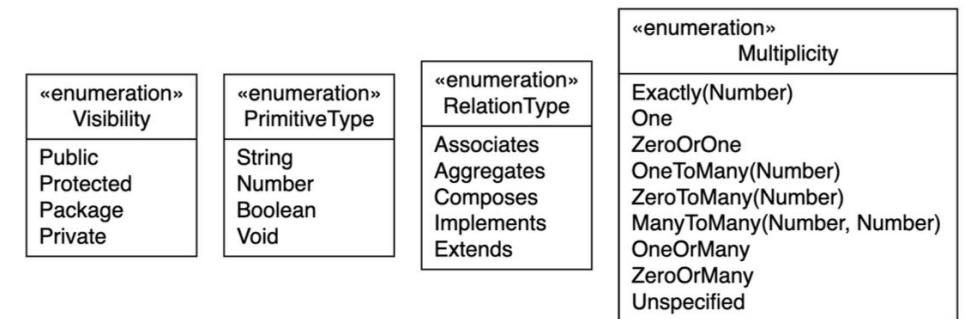 «enumeration»
Visibility
Public
Protected
Package
Private
«enumeration»
PrimitiveType
String
Number
Boolean
Void
«enumeration»
RelationType
Associates
Aggregates
Composes
Implements
Extends
«enumeration»
Multiplicity
Exactly(Number)
One
ZeroOrOne
OneToMany(Number)
ZeroToMany(Number)
ManyToMany(Number, Number)
OneOrMany
ZeroOrMany
Unspecified